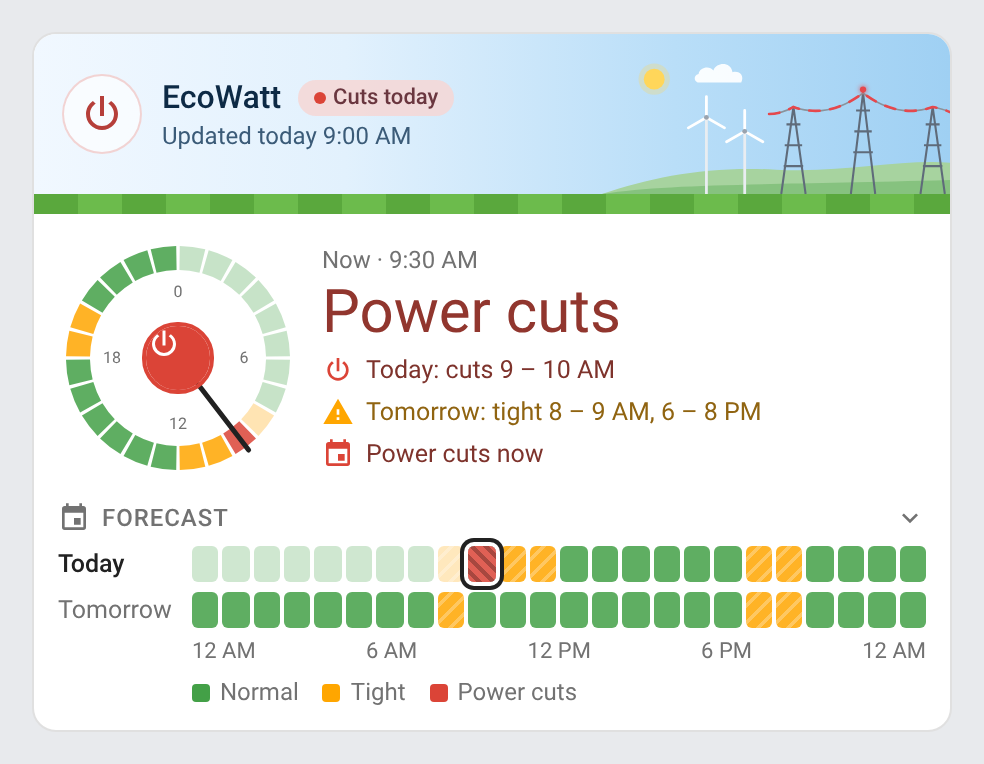 EcoWatt
Cuts today
Updated today 9:00 AM
0
6
12
18
Now · 9:30 AM
Power cuts
Today: cuts 9 – 10 AM
Tomorrow: tight 8 – 9 AM, 6 – 8 PM
Power cuts now
FORECAST
Today
Tomorrow
12 AM 6 AM 12 PM 6 PM 12 AM
Normal Tight Power cuts